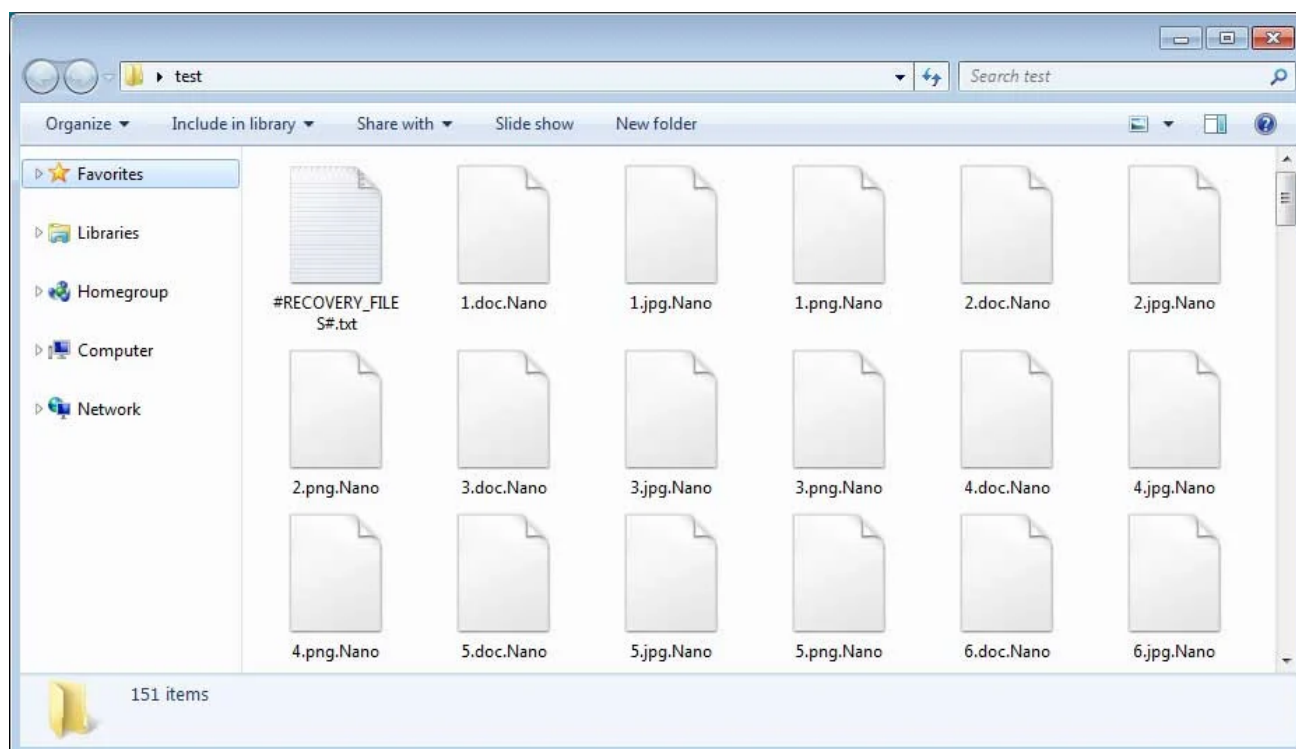 test
Search test
Organize Include in library Share with Slide show New folder
Favorites
Libraries
Homegroup
Computer
Network
#RECOVERY_FILE
S#.txt
1.doc.Nano
1.jpg.Nano
1.png.Nano
2.doc.Nano
2.jpg.Nano
2.png.Nano
3.doc.Nano
3.jpg.Nano
3.png.Nano
4.doc.Nano
4.jpg.Nano
4.png.Nano
5.doc.Nano
5.jpg.Nano
5.png.Nano
6.doc.Nano
6.jpg.Nano
151 items